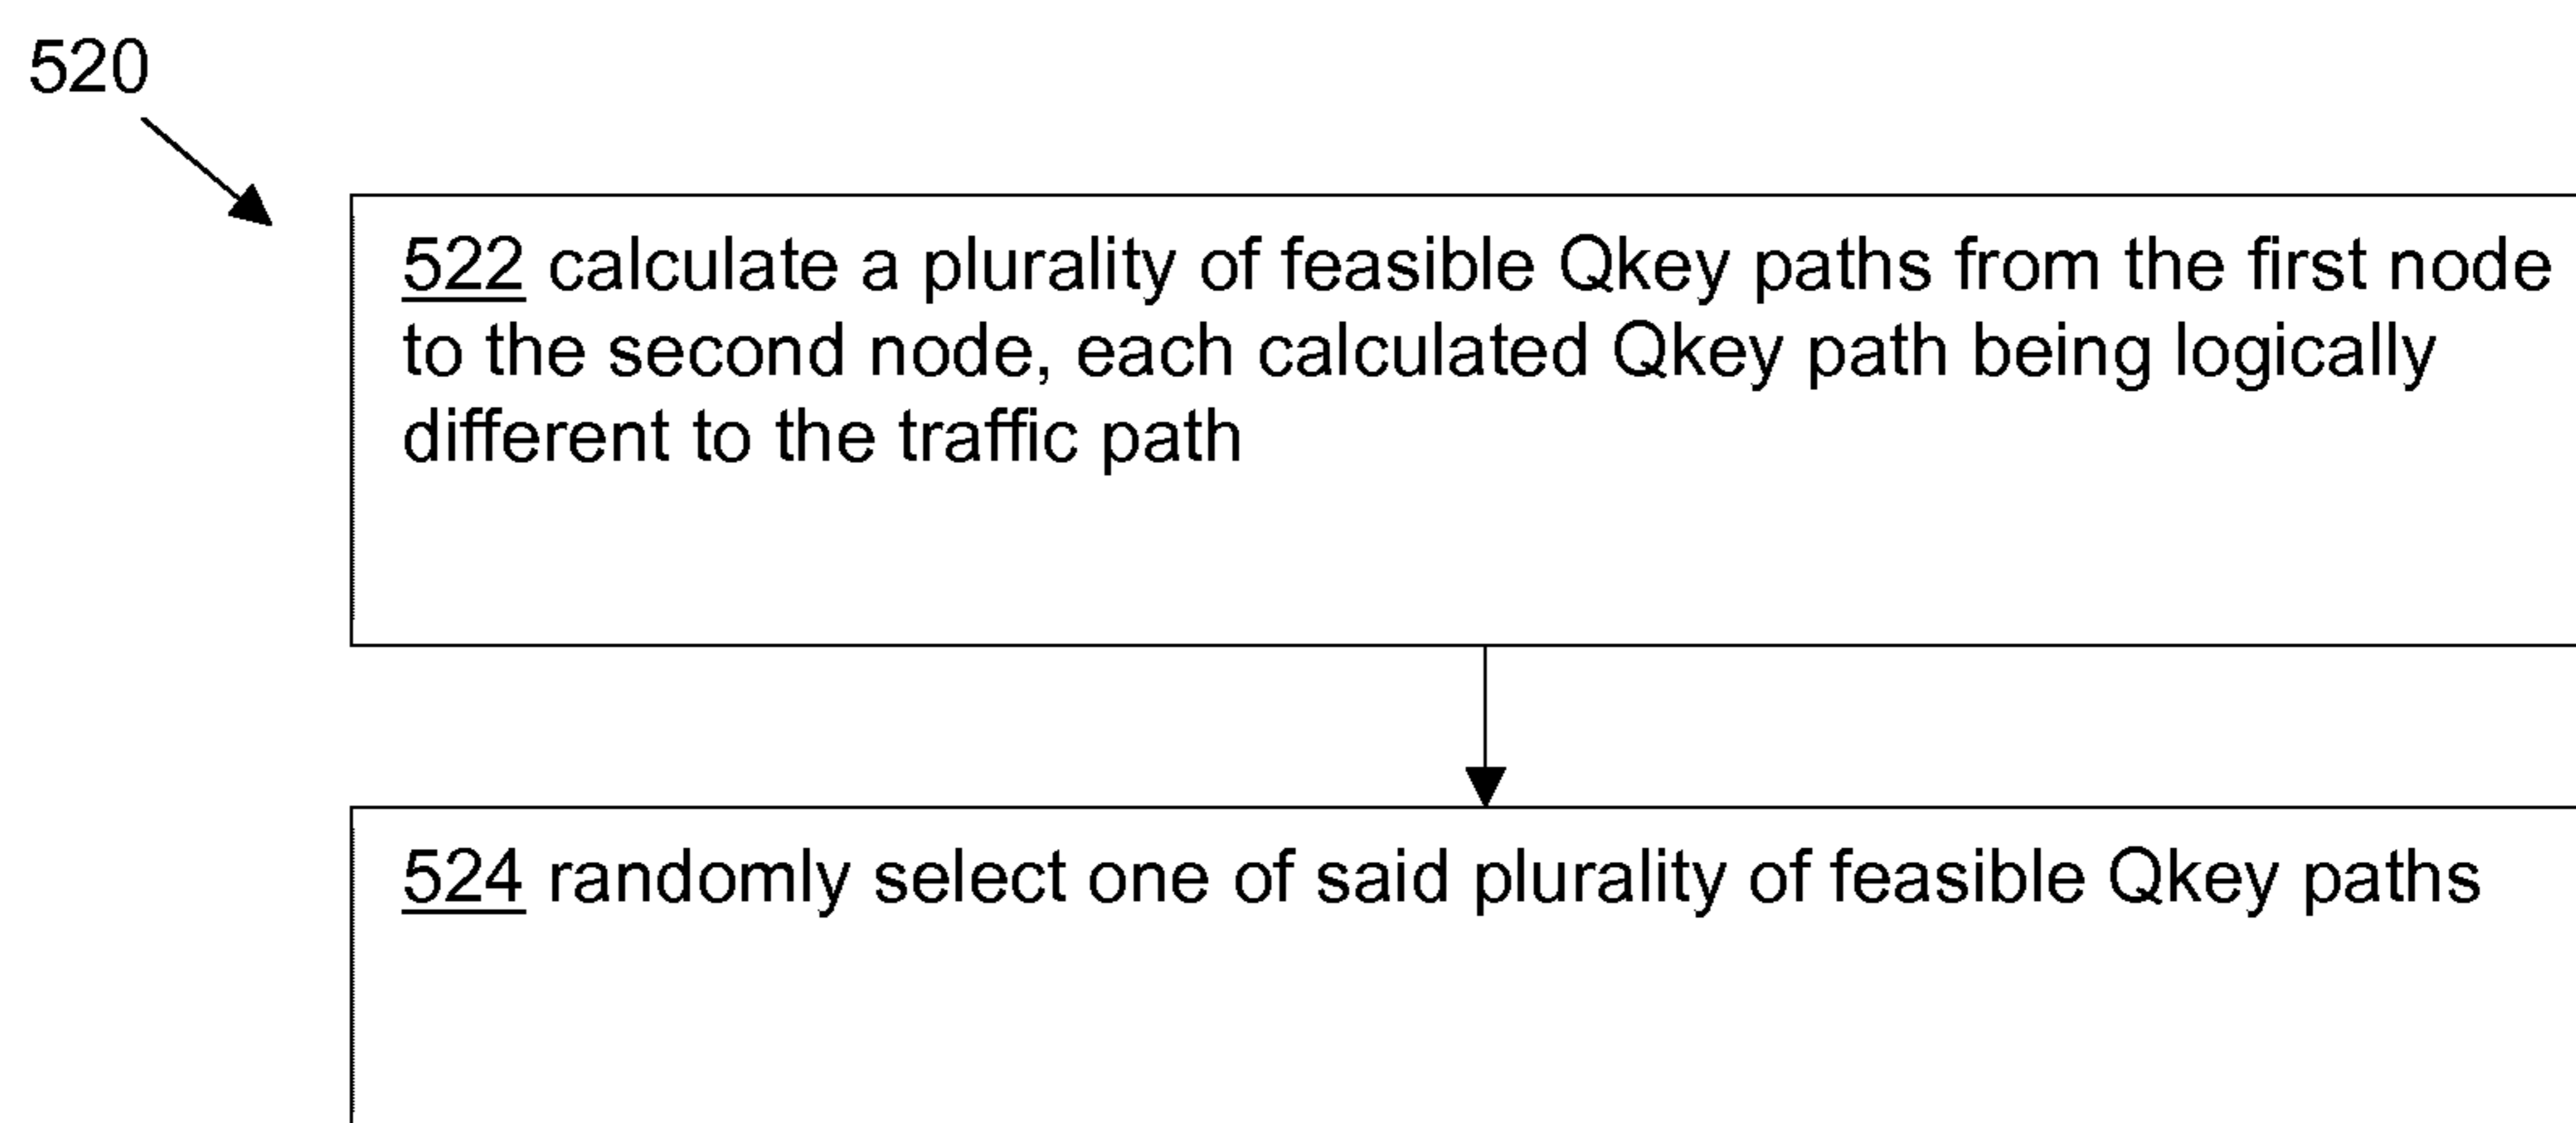 520
522 calculate a plurality of feasible Qkey paths from the first node
to the second node, each calculated Qkey path being logically
different to the traffic path
524 randomly select one of said plurality of feasible Qkey paths